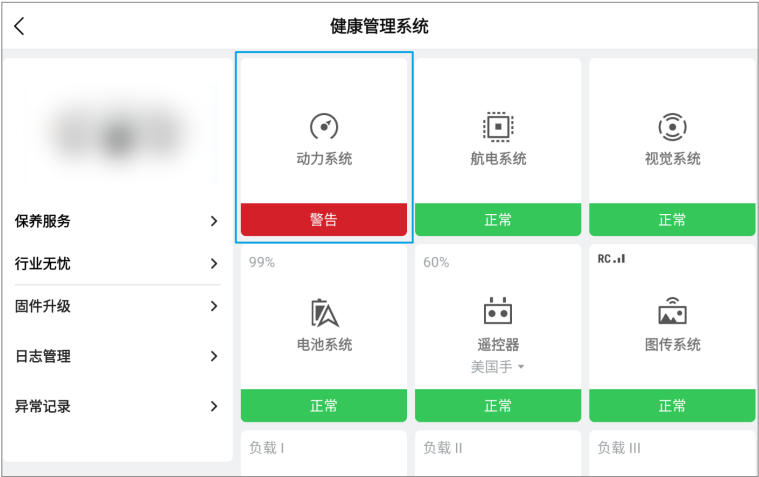 健康管理系统
保养服务
行业无忧
固件升级
日志管理
异常记录
动力系统
警告
航电系统
正常
视觉系统
正常
99%
电池系统
正常
60%
遥控器
美国手
正常
RC
图传系统
正常
负载 I
负载 II
负载 III